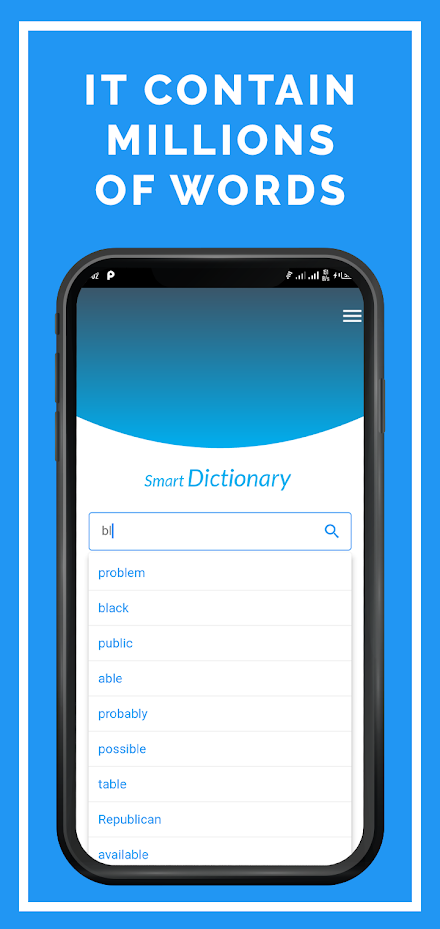 IT CONTAIN
MILLIONS
OF WORDS
Smart Dictionary
bl
problem
black
public
able
probably
possible
table
Republican
available